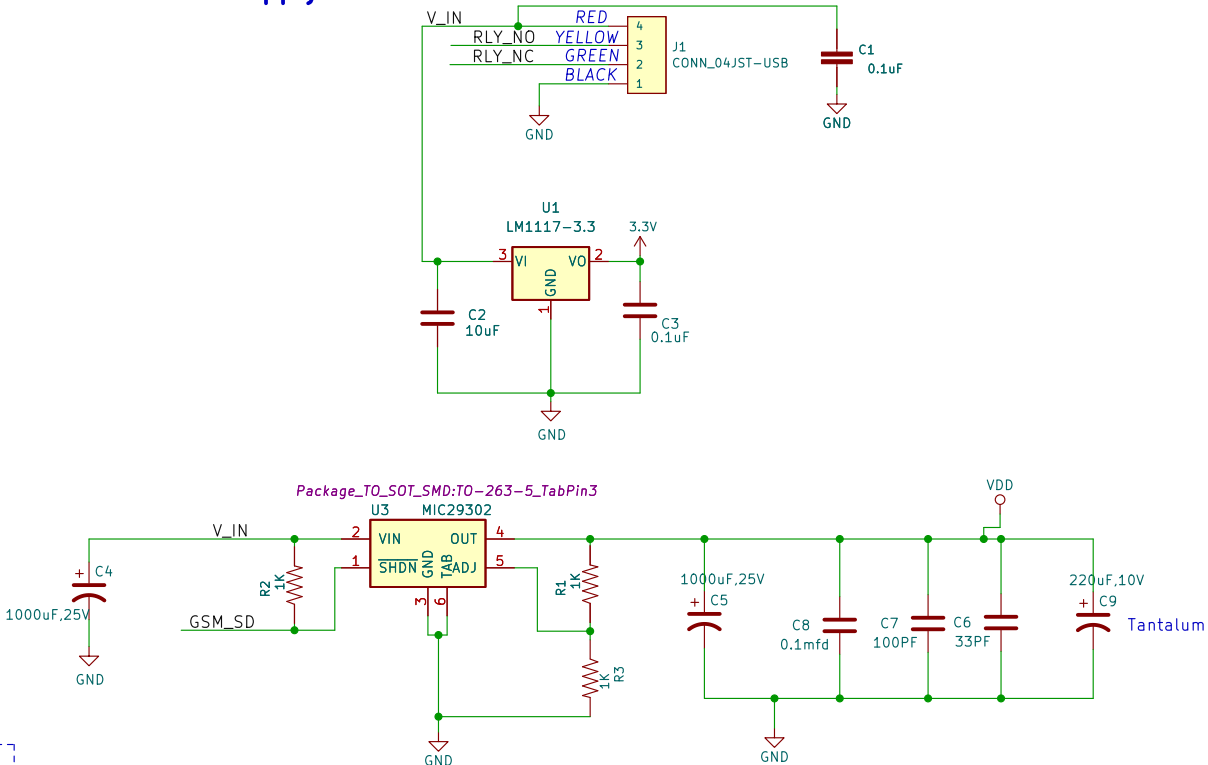 V_IN
RED
4
RLY_NO
YELLOW
3
RLY_NC
GREEN
2
BLACK
1
J1
CONN_04JST-USB
C1
0.1uF
GND
GND
U1
LM1117-3.3
3.3V
3
VI
VO
2
GND
1
C2
10uF
C3
0.1uF
GND
Package_TO_SOT_SMD:TO-263-5_TabPin3
U3
MIC29302
VDD
V_IN
2
VIN
OUT
4
1
SHDN
GND
TAB
ADJ
5
3
6
+
C4
1000uF,25V
GND
R2
1K
GSM_SD
R1
1K
1K
R3
GND
1000uF,25V
+
C5
C8
0.1mfd
C7
100PF
C6
33PF
220uF,10V
+
C9
Tantalum
GND